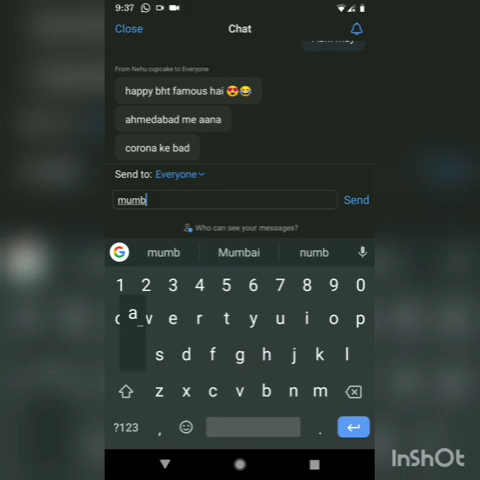 9:37
Close Chat
From Nehu cupcake to Everyone
happy bht famous hai 😍😂
ahmedabad me aana
corona ke bad
Send to: Everyone
mumb Send
Who can see your messages?
G mumb Mumbai numb
1 2 3 4 5 6 7 8 9 0
w e r t y u i o p
a s d f g h j k l
z x c v b n m
?123 , .
InShOt